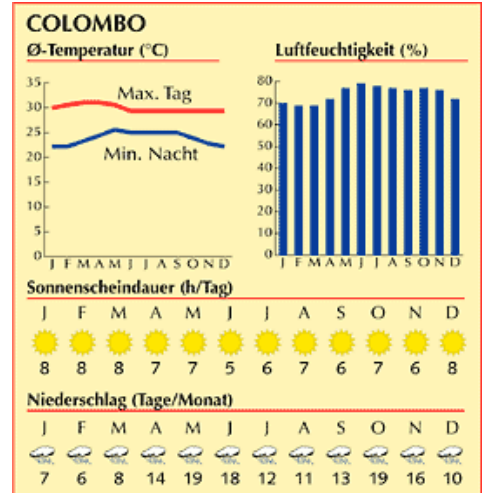 COLOMBO
Ø-Temperatur (°C)
35
30
25
20
15
10
5
0
Max. Tag
Min. Nacht
J F M A M J J A S O N D
Luftfeuchtigkeit (%)
80
70
60
50
40
30
20
10
0
J F M A M J J A S O N D
Sonnenscheindauer (h/Tag)
J F M A M J J A S O N D
8 8 8 7 7 5 6 7 6 7 6 8
Niederschlag (Tage/Monat)
J F M A M J J A S O N D
7 6 8 14 19 18 12 11 13 19 16 10